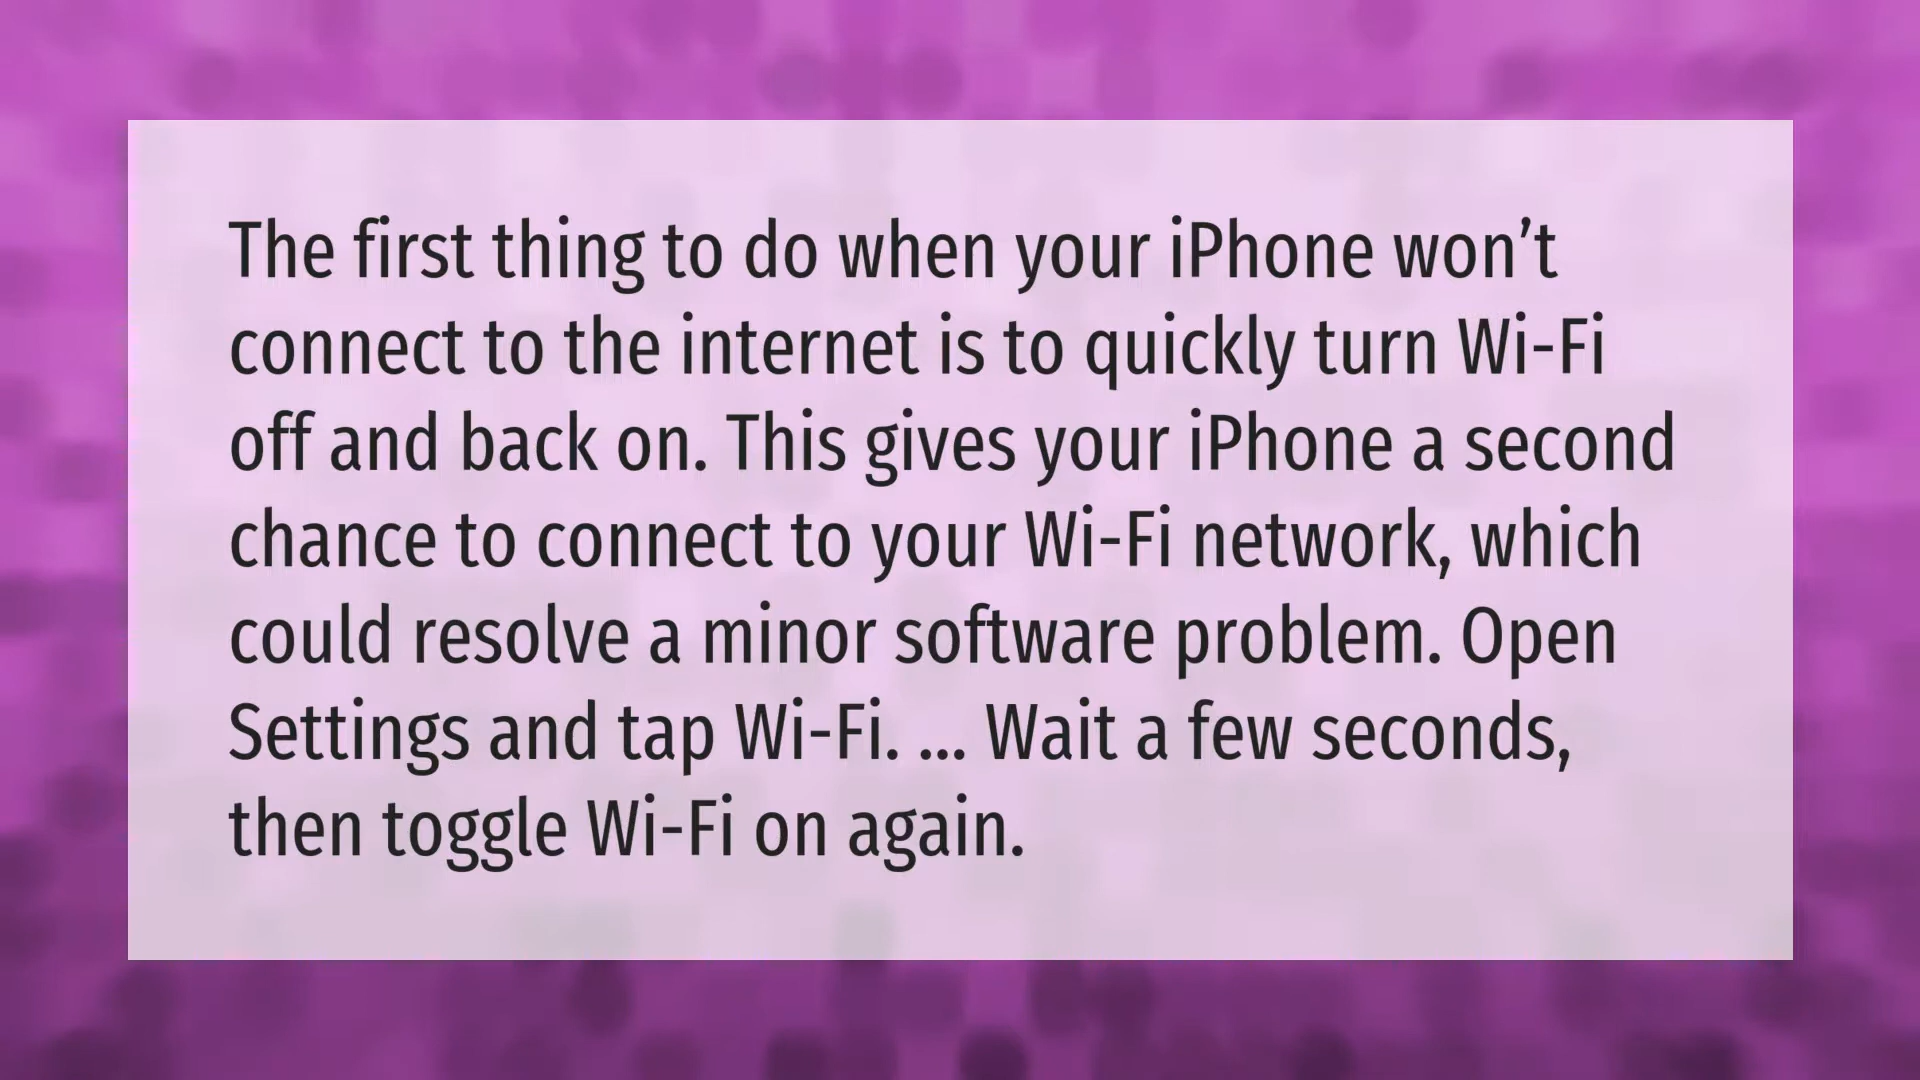 The first thing to do when your iPhone won’t
connect to the internet is to quickly turn Wi-Fi
off and back on. This gives your iPhone a second
chance to connect to your Wi-Fi network, which
could resolve a minor software problem. Open
Settings and tap Wi-Fi. ... Wait a few seconds,
then toggle Wi-Fi on again.